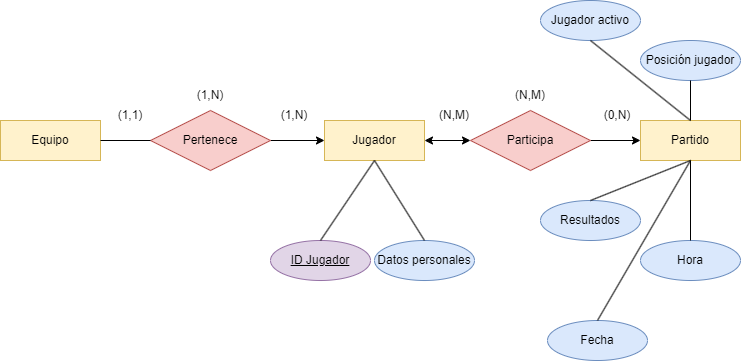 Jugador activo
Posición jugador
(1,N)
(N,M)
(1,1)
(1,N)
(N,M)
(0,N)
Equipo
Pertenece
Jugador
Participa
Partido
Resultados
ID Jugador
Datos personales
Hora
Fecha